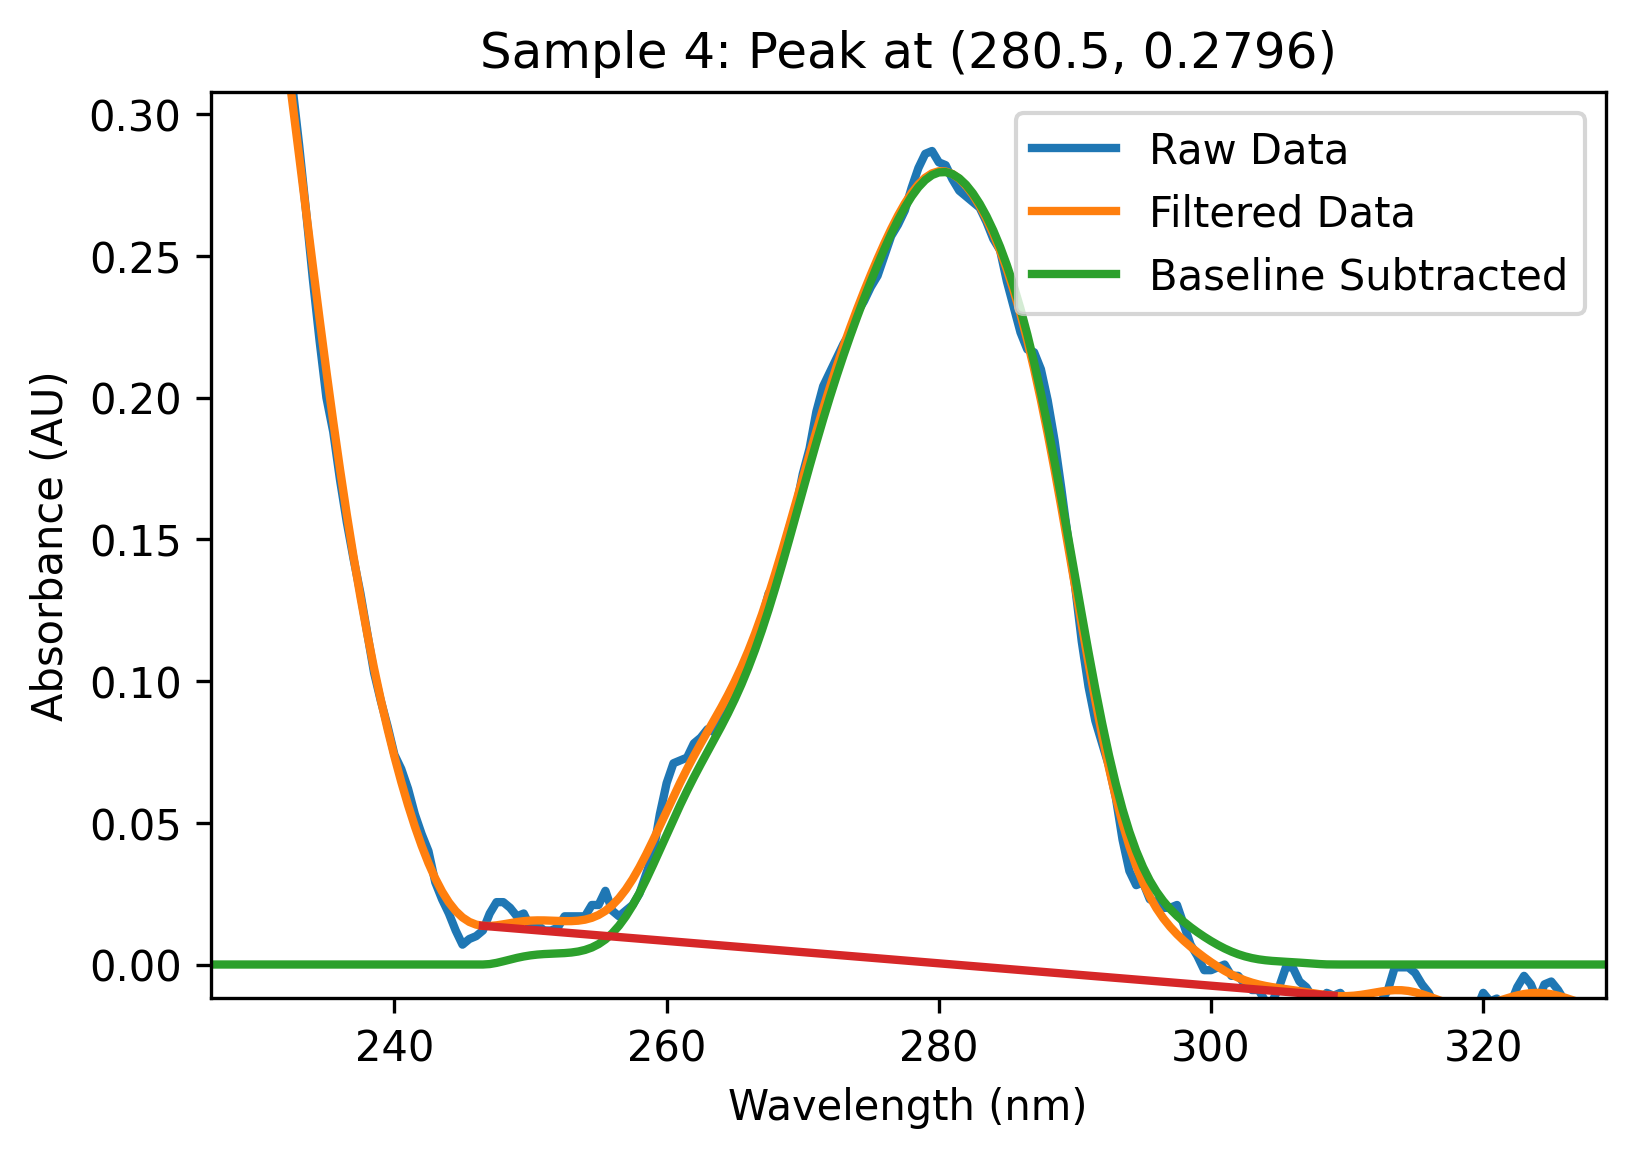 Sample 4: Peak at (280.5, 0.2796)
Raw Data
Filtered Data
Baseline Subtracted
Absorbance (AU)
0.30
0.25
0.20
0.15
0.10
0.05
0.00
240 260 280 300 320
Wavelength (nm)